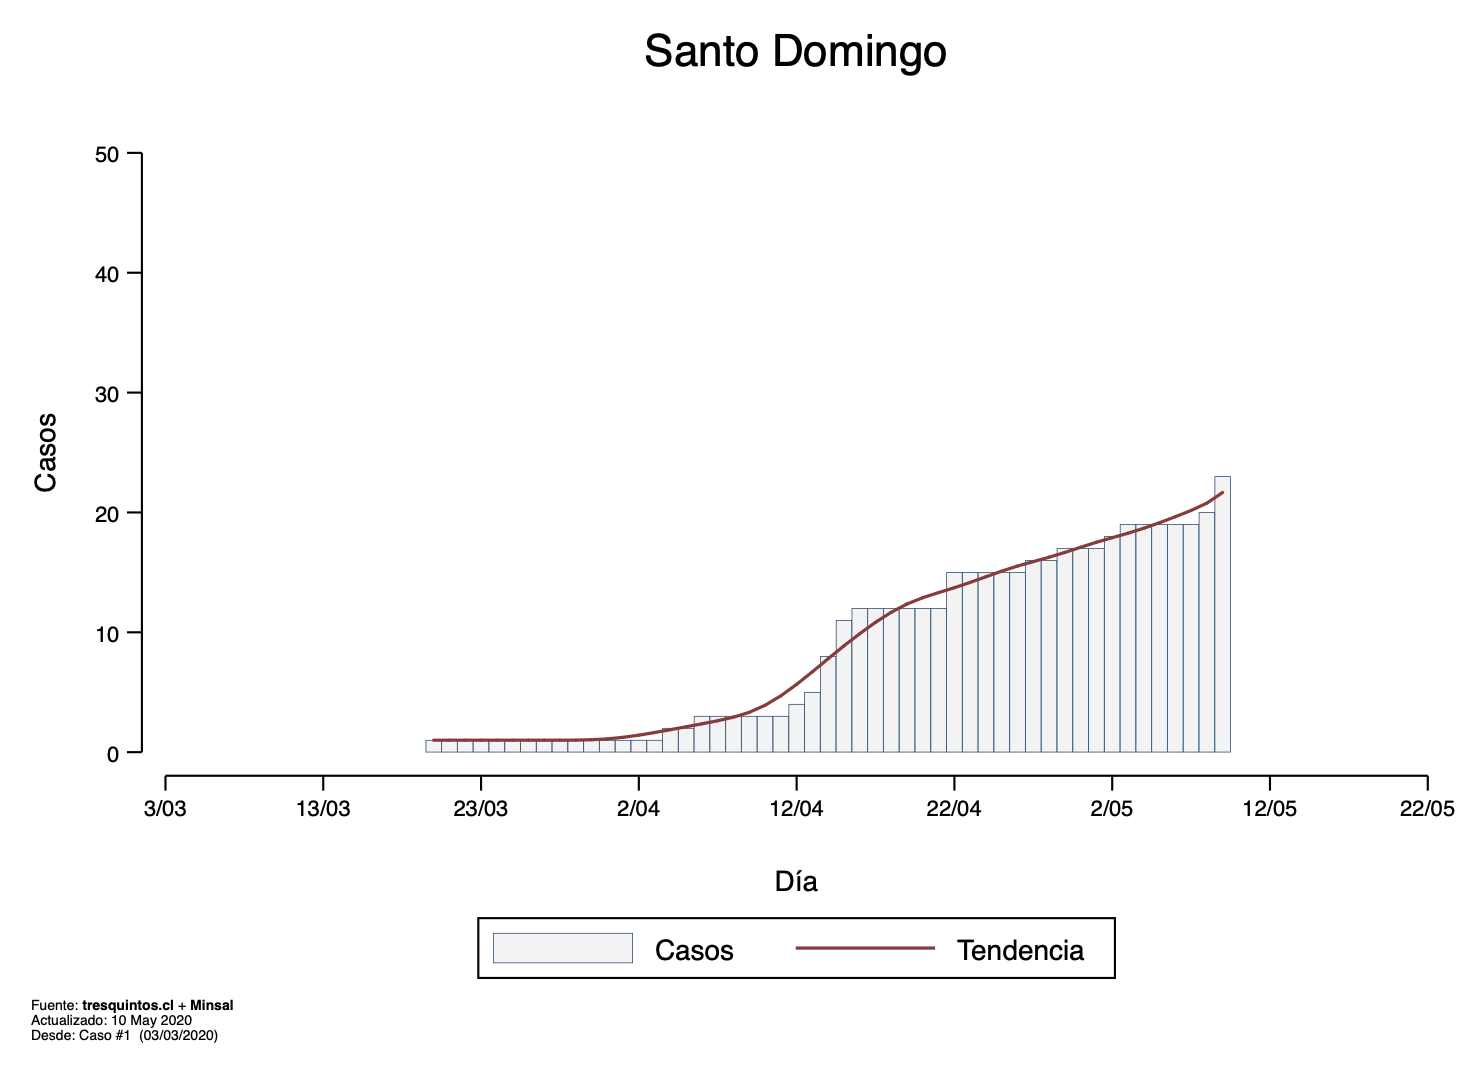 Santo Domingo
50
40
30
20
10
0
Casos
3/03 13/03 23/03 2/04 12/04 22/04 2/05 12/05 22/05
Día
Casos Tendencia
Fuente: tresquintos.cl + Minsal
Actualizado: 10 May 2020
Desde: Caso #1 (03/03/2020)